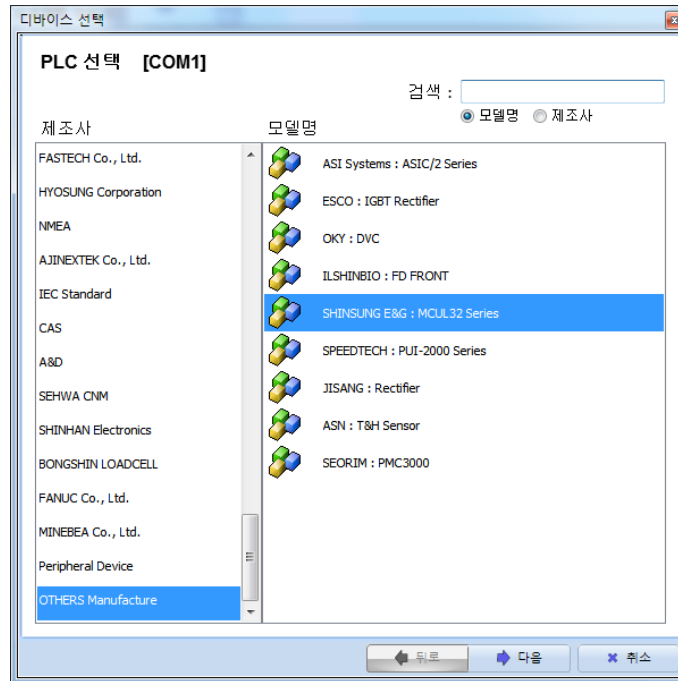 디바이스 선택
PLC 선택 [COM1]
검색 :
모델명 제조사
제조사
모델명
FASTECH Co., Ltd.
HYOSUNG Corporation
NMEA
AJINEXTEK Co., Ltd.
IEC Standard
CAS
A&D
SEHWA CNM
SHINHAN Electronics
BONGSHIN LOADCELL
FANUC Co., Ltd.
MINEBEA Co., Ltd.
Peripheral Device
OTHERS Manufacture
ASI Systems : ASIC/2 Series
ESCO : IGBT Rectifier
OKY : DVC
ILSHINBIO : FD FRONT
SHINSUNG E&G : MCUL32 Series
SPEEDTECH : PUI-2000 Series
JISANG : Rectifier
ASN : T&H Sensor
SEORIM : PMC3000
뒤로 다음 취소